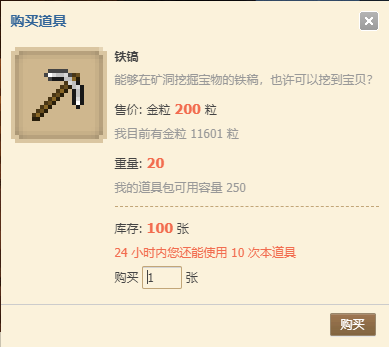 购买道具
铁镐
能够在矿洞挖掘宝物的铁镐，也许可以挖到宝贝？
售价: 金粒 200 粒
我目前有金粒 11601 粒
重量: 20
我的道具包可用容量 250
库存: 100 张
24 小时内您还能使用 10 次本道具
购买 1 张
购买